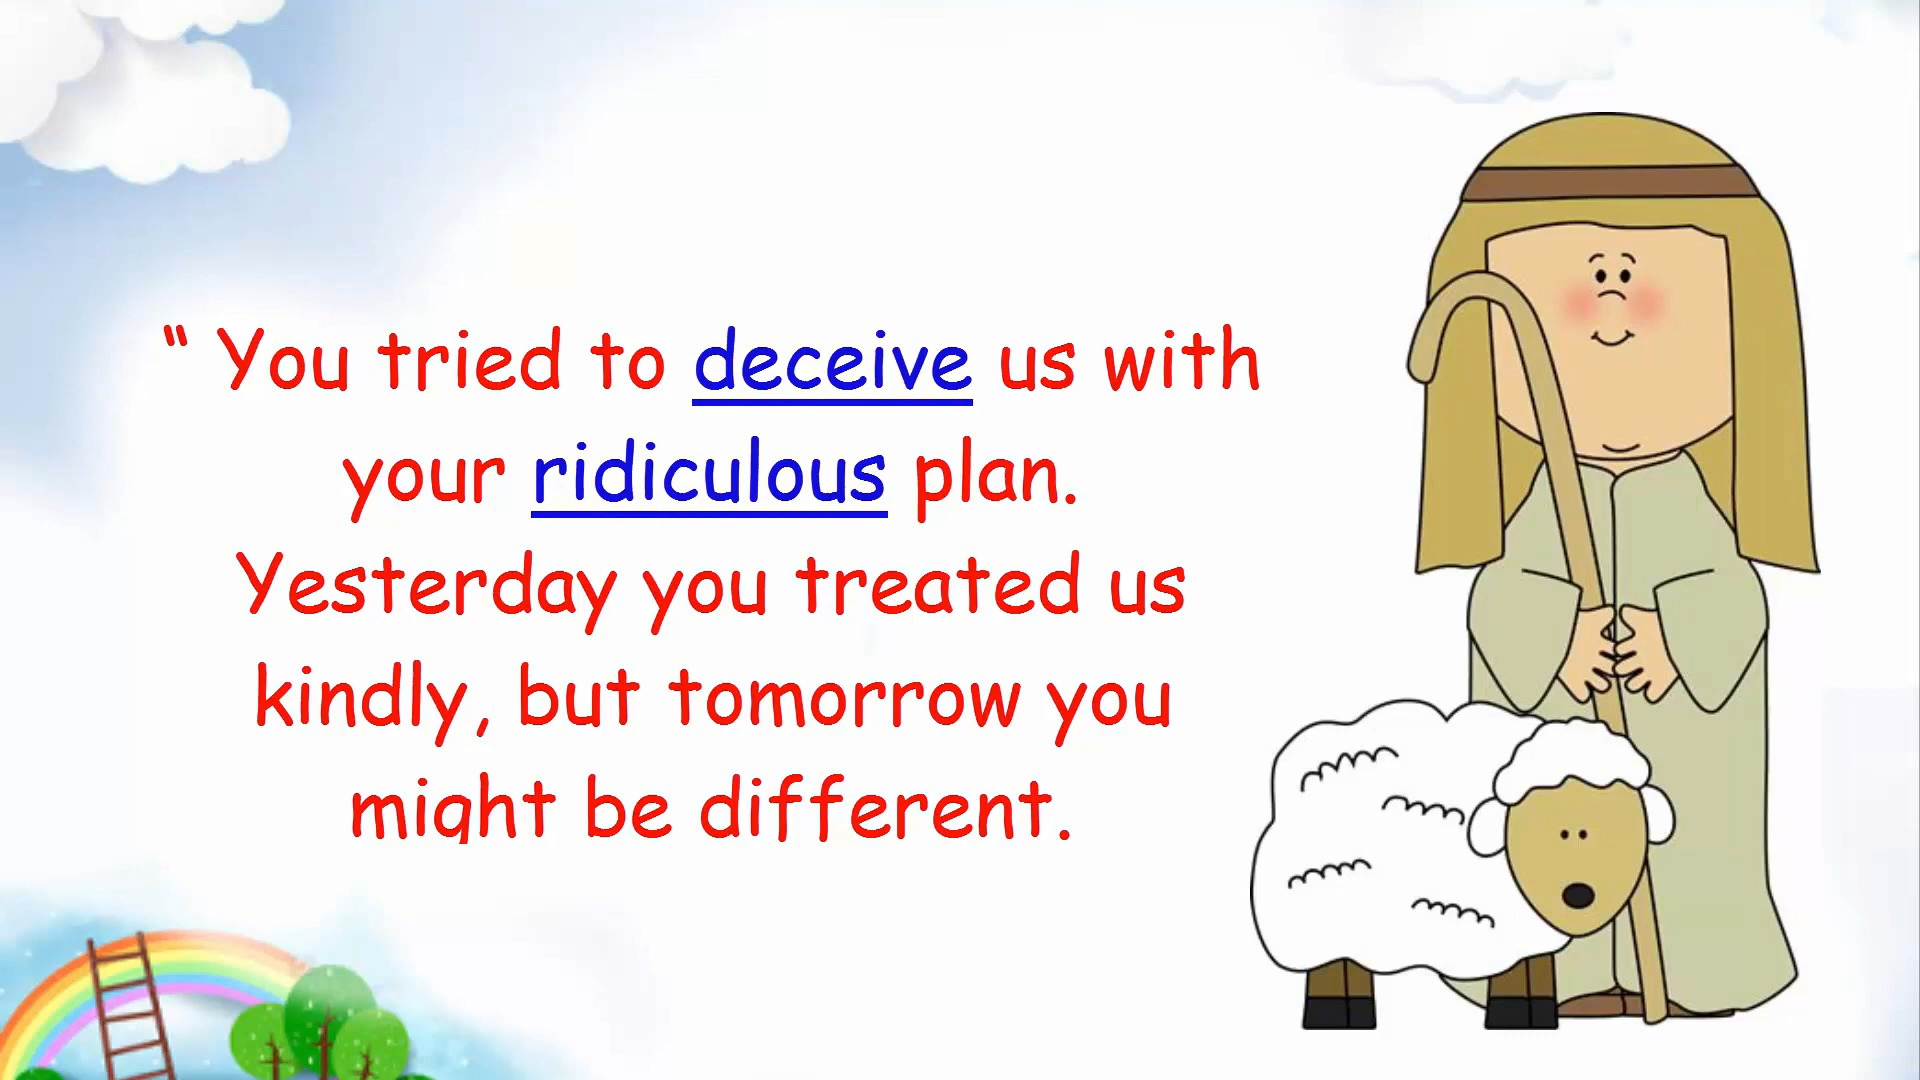 “ You tried to deceive us with
your ridiculous plan.
Yesterday you treated us
kindly, but tomorrow you
might be different.